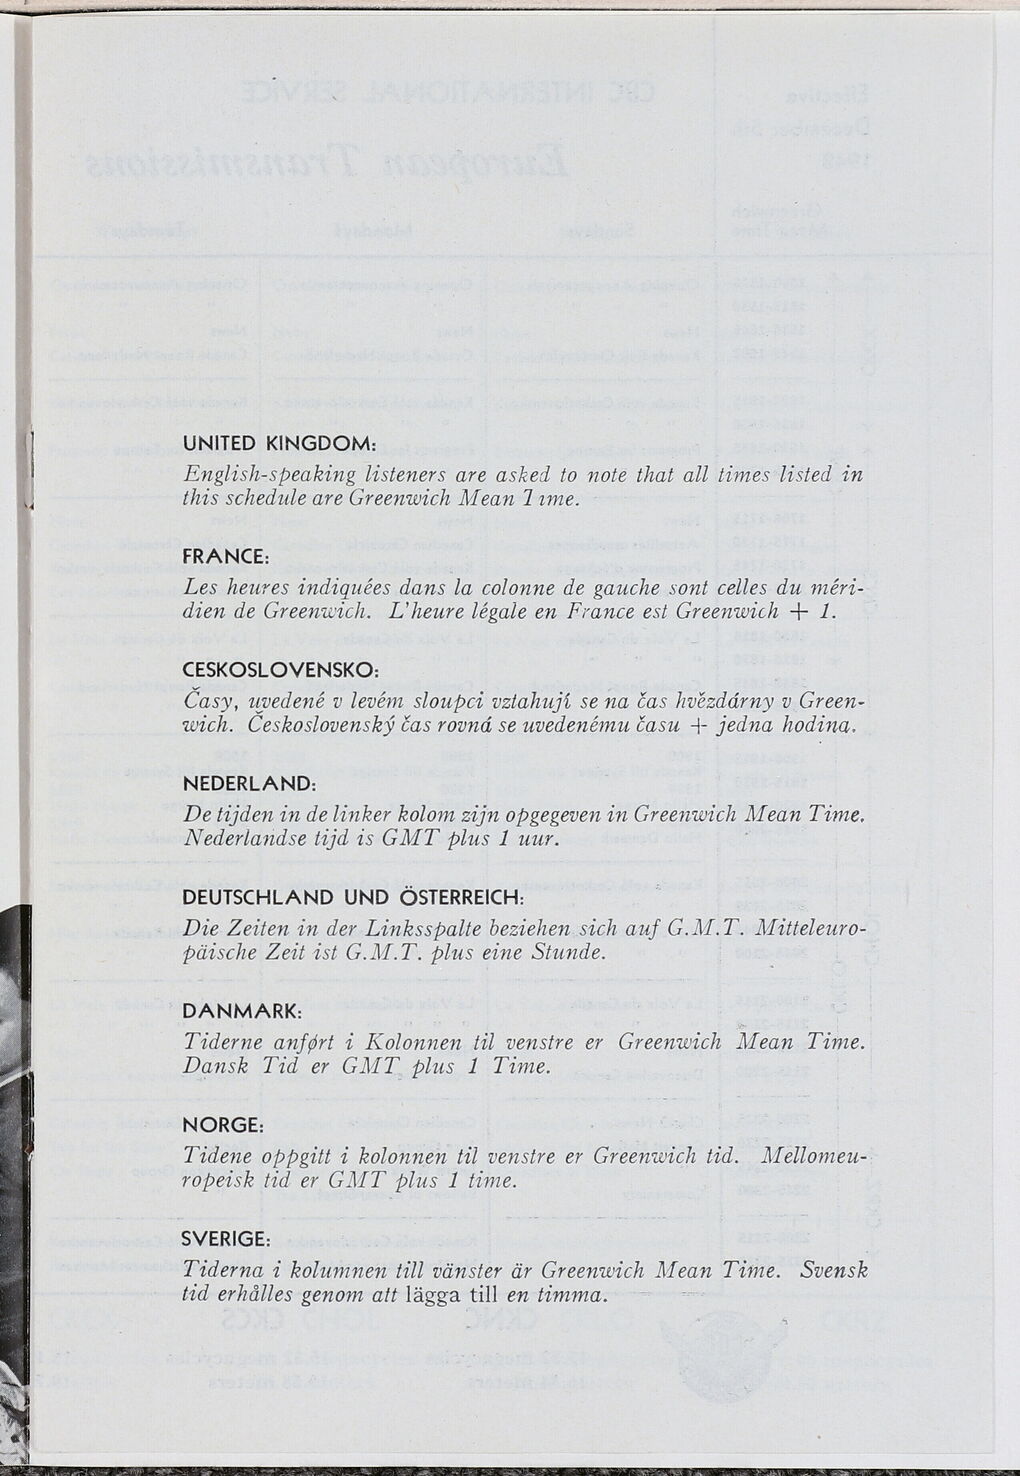 UNITED KINGDOM:
English-speaking listeners are asked to note that all times listed in
this schedule are Greenwich Mean Time.
FRANCE:
Les heures indiquées dans la colonne de gauche sont celles du méri-
dien de Greenwich. L'heure légale en France est Greenwich + 1.
CESKOSLOVENSKO:
Časy, uvedené v levém sloupci vztahují se na čas hvězdárny v Green-
wich. Československý čas rovná se uvedenému času + jedna hodina.
NEDERLAND:
De tijden in de linker kolom zijn opgegeven in Greenwich Mean Time.
Nederlandse tijd is GMT plus 1 uur.
DEUTSCHLAND UND ÖSTERREICH:
Die Zeiten in der Linksspalte beziehen sich auf G.M.T. Mitteleuro-
päische Zeit ist G.M.T. plus eine Stunde.
DANMARK:
Tiderne anført i Kolonnen til venstre er Greenwich Mean Time.
Dansk Tid er GMT plus 1 Time.
NORGE:
Tidene oppgitt i kolonnen til venstre er Greenwich tid. Mellomeu-
ropeisk tid er GMT plus 1 time.
SVERIGE:
Tiderna i kolumnen till vänster är Greenwich Mean Time. Svensk
tid erhålles genom att lägga till en timma.